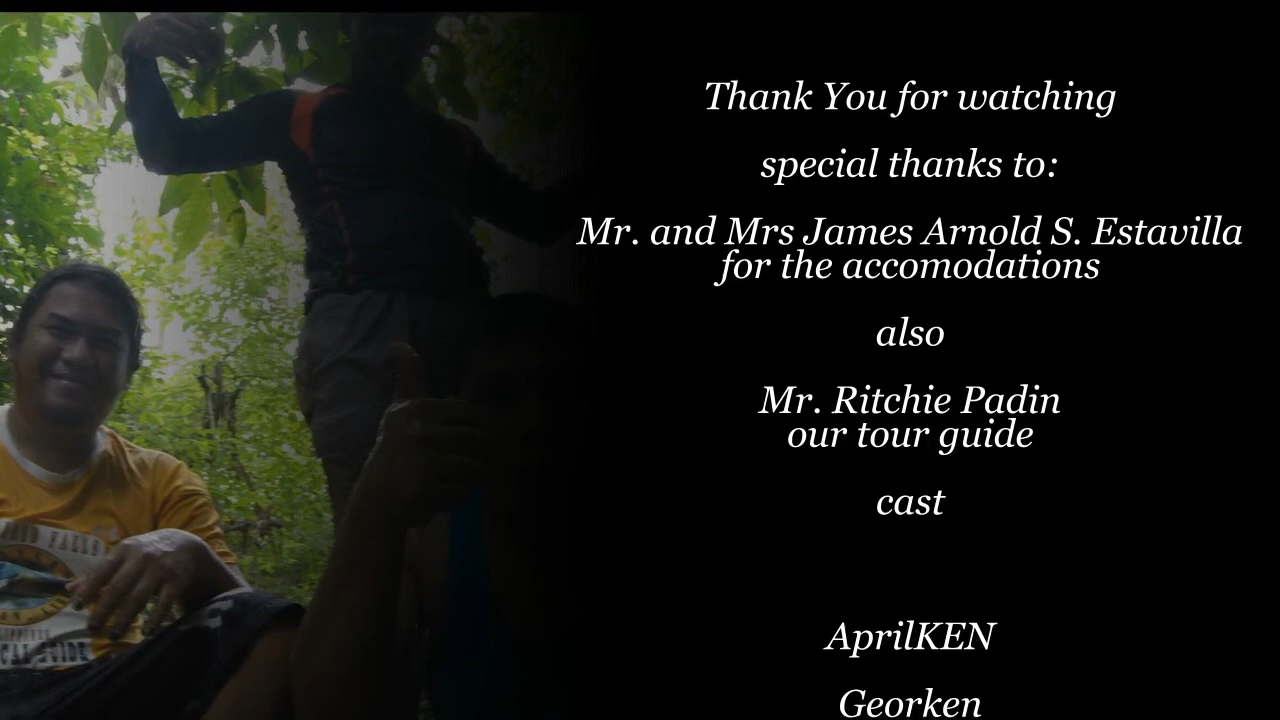 Thank You for watching
special thanks to:
Mr. and Mrs James Arnold S. Estavilla
for the accomodations
also
Mr. Ritchie Padin
our tour guide
cast
AprilKEN
Georken
FALLS